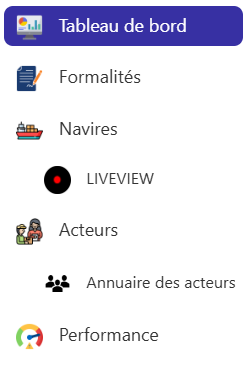 Tableau de bord
Formalités
Navires
LIVEVIEW
Acteurs
Annuaire des acteurs
Performance